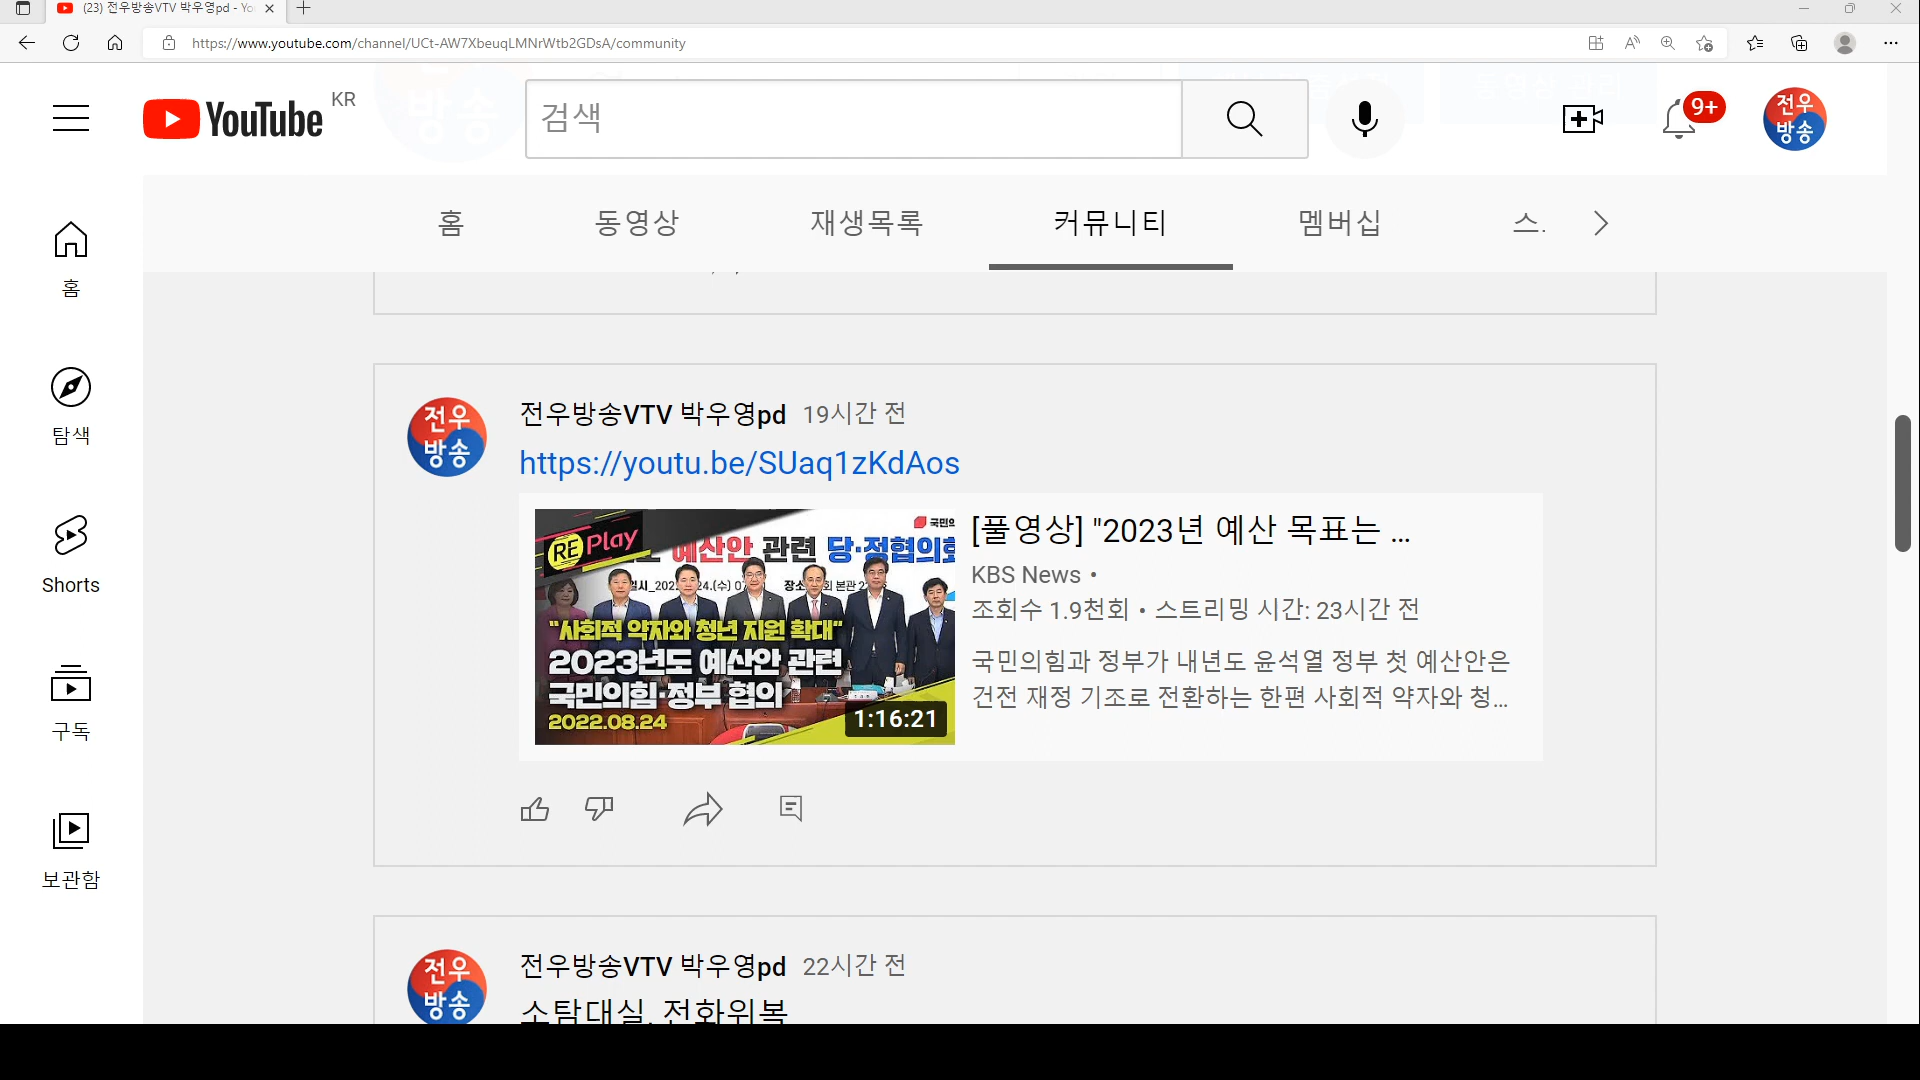 (23) 전우방송VTV 박우영pd - Yo
https://www.youtube.com/channel/UCt-AW7XbeuqLMNrWtb2GDsA/community
YouTube KR
검색
9+
전우
방송
홈 동영상 재생목록 커뮤니티 멤버십 스.
홈
탐색
Shorts
구독
보관함
전우
방송
전우방송VTV 박우영pd 19시간 전
https://youtu.be/SUaq1zKdAos
RE Play
국민의
예산안 관련 당·정협의회
"사회적 약자와 청년 지원 확대"
2023년도 예산안 관련
국민의힘·정부 협의
2022.08.24
1:16:21
[풀영상] "2023년 예산 목표는 ...
KBS News •
조회수 1.9천회 • 스트리밍 시간: 23시간 전
국민의힘과 정부가 내년도 윤석열 정부 첫 예산안은
건전 재정 기조로 전환하는 한편 사회적 약자와 청...
전우
방송
전우방송VTV 박우영pd 22시간 전
소탐대실. 전화위복